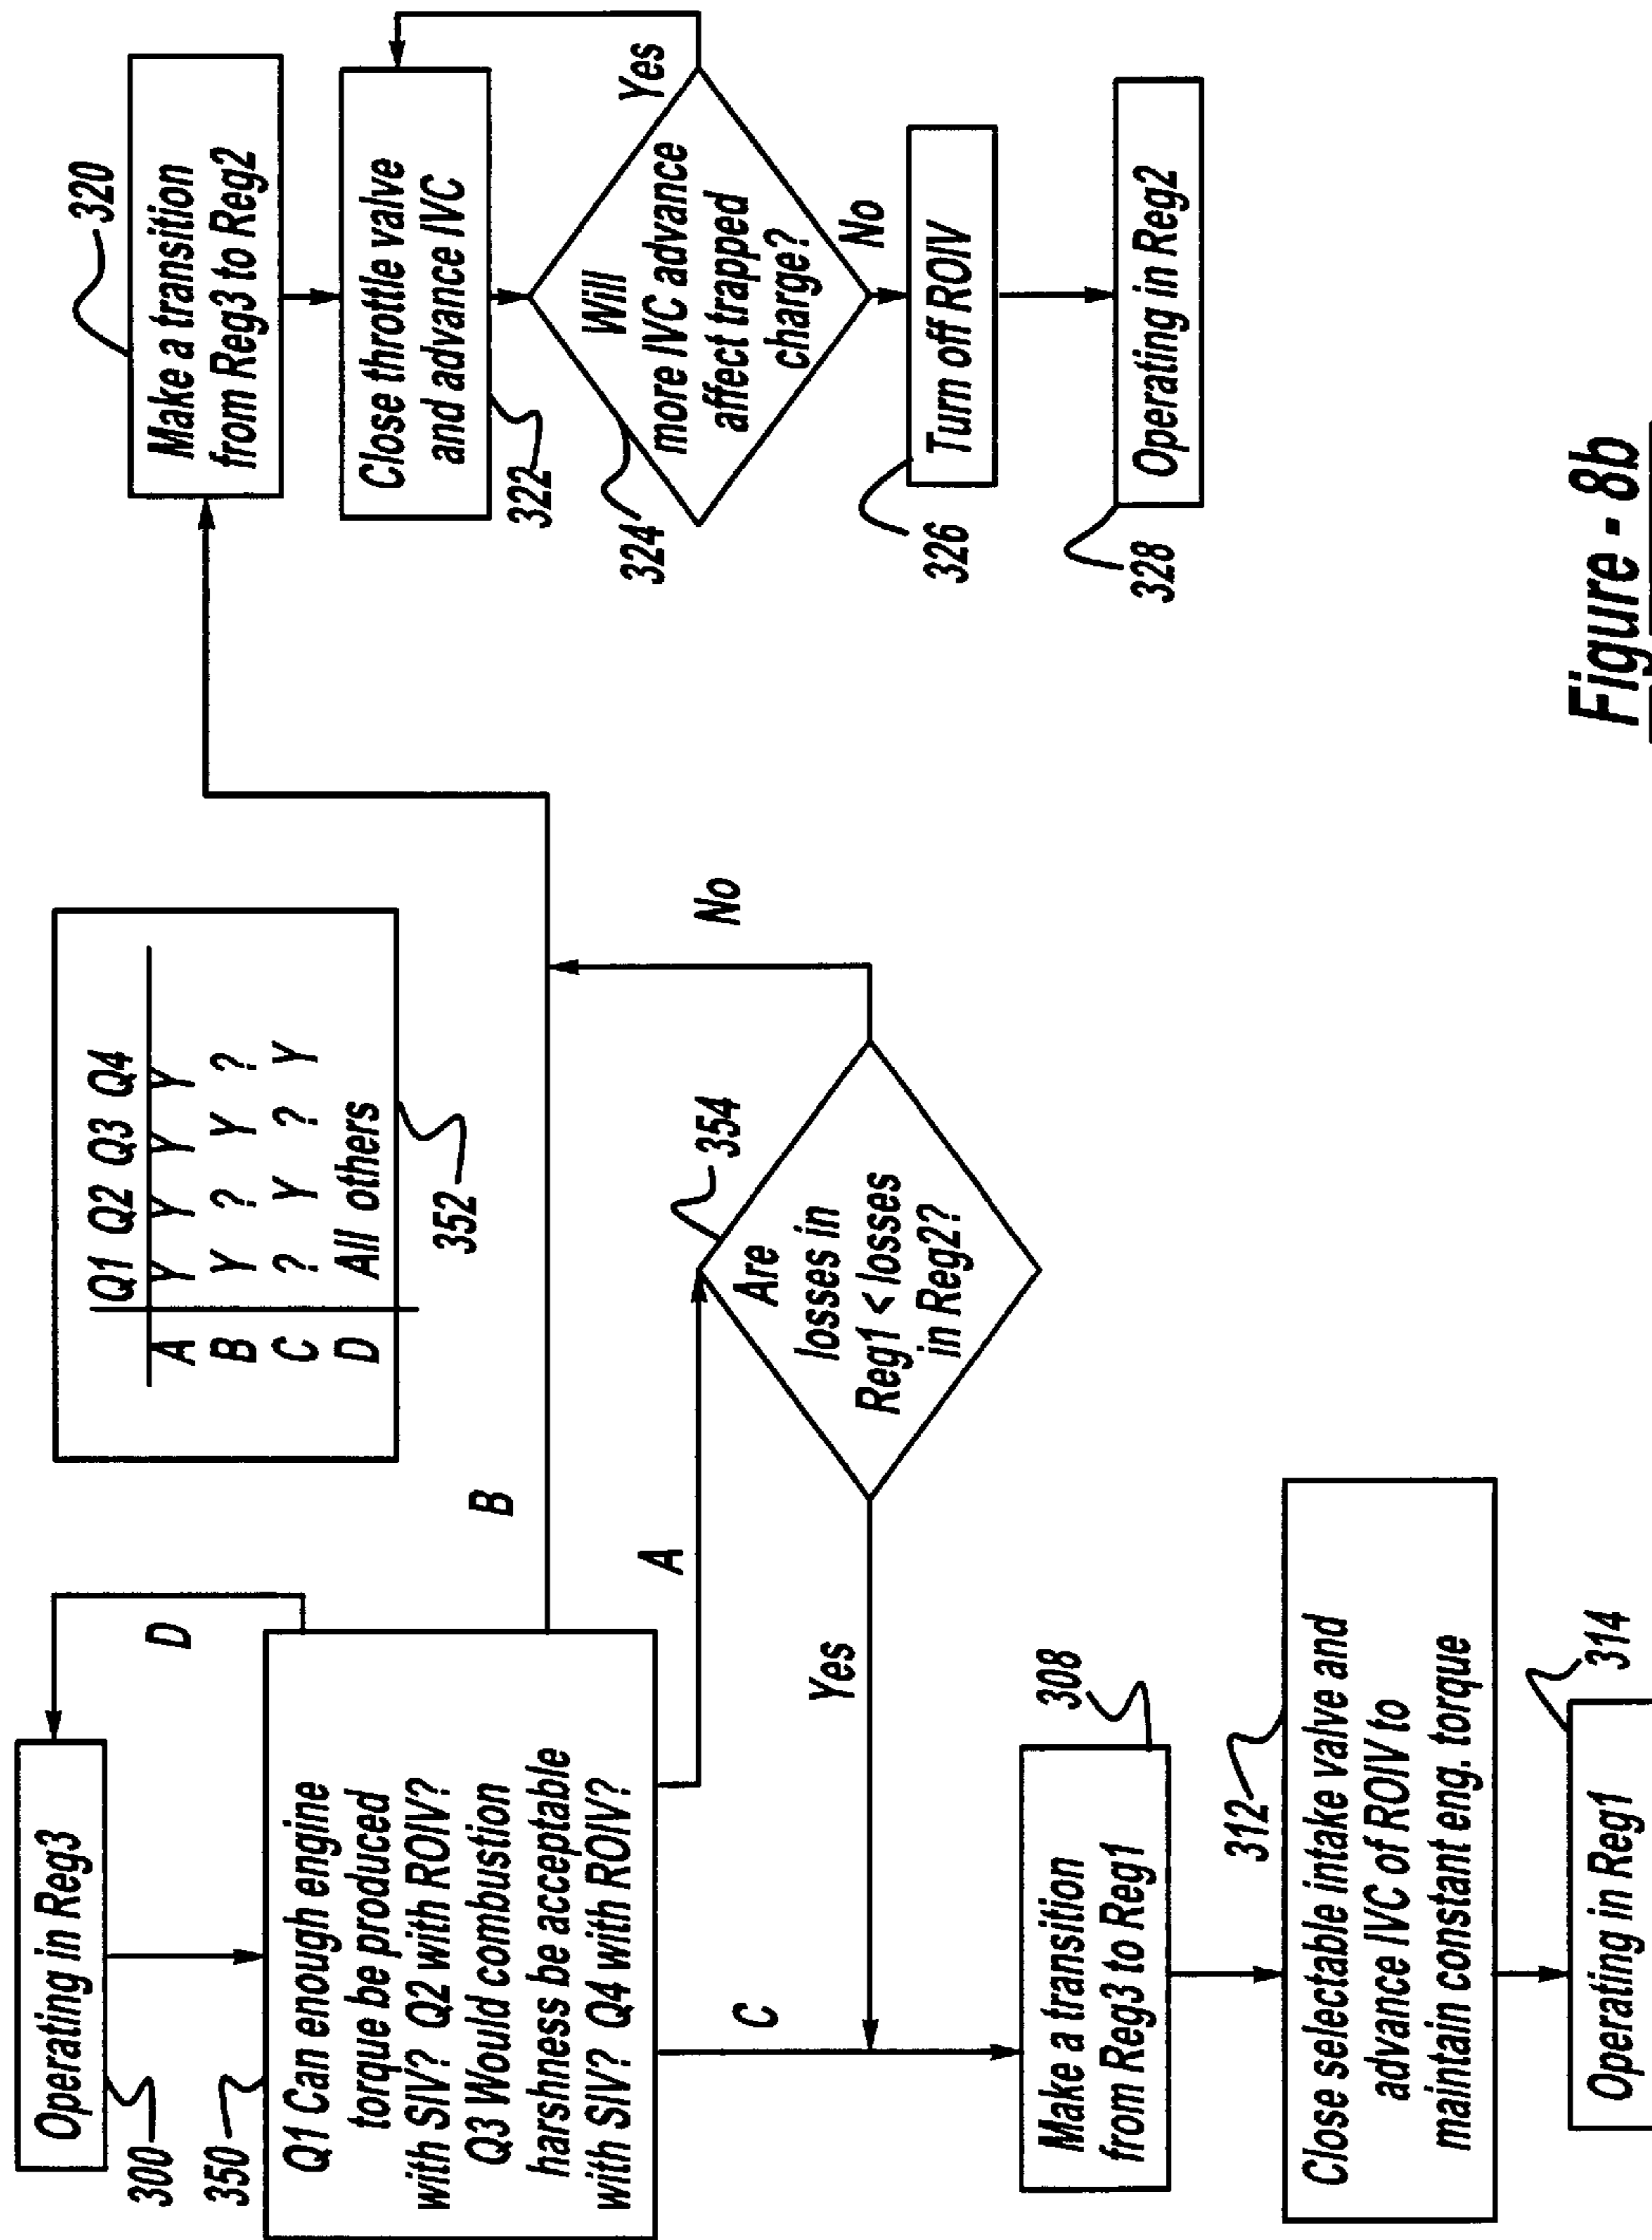 Operating in Reg3
300
D
350
Q1 Can enough engine
torque be produced
with SIV? Q2 with ROIV?
Q3 Would combustion
harshness be acceptable
with SIV? Q4 with ROIV?
B
A
C
Q1 Q2 Q3 Q4
A Y Y Y Y
B Y ? Y ?
C ? Y ? Y
D All others
352
354
Are
losses in
Reg1 < losses
in Reg2?
No
Yes
Make a transition
from Reg3 to Reg1
308
312
Close selectable intake valve and
advance IVC of ROIV to
maintain constant eng. torque
314
Operating in Reg1
320
Make a transition
from Reg3 to Reg2
Close throttle valve
and advance IVC
322
Yes
Will
more IVC advance
affect trapped
charge?
324
No
Turn off ROIV
326
Operating in Reg2
328
Figure - 8b